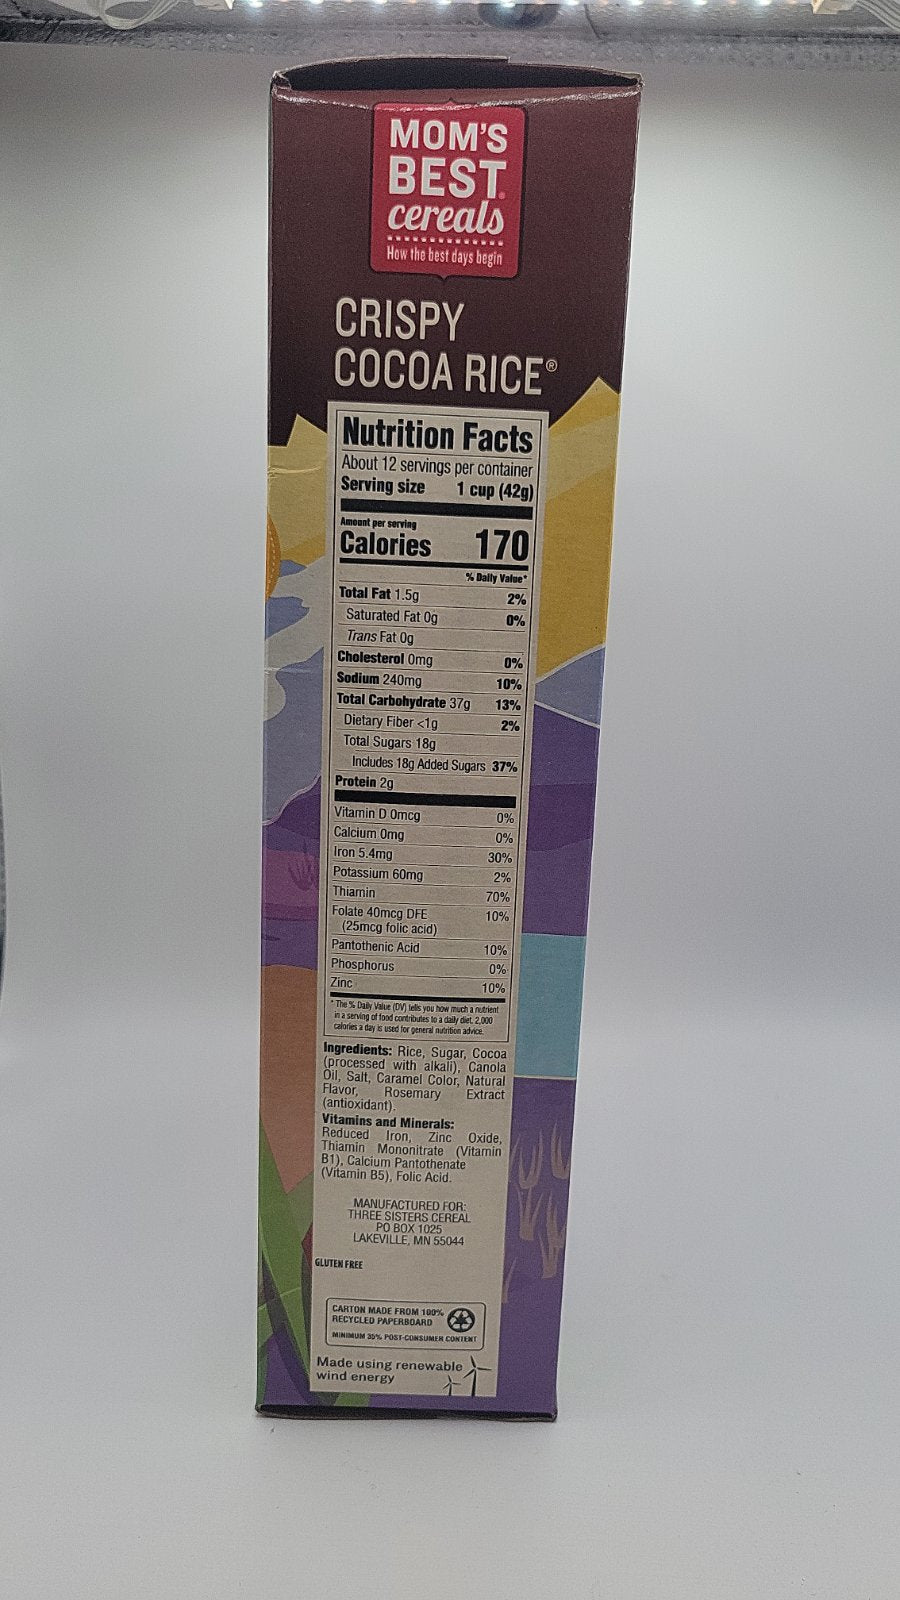 MOM'S
BEST
cereals
How the best days begin
CRISPY
COCOA RICE®
Nutrition Facts
About 12 servings per container
Serving size 1 cup (42g)
Amount per serving
Calories 170
% Daily Value*
Total Fat 1.5g 2%
Saturated Fat 0g 0%
Trans Fat 0g
Cholesterol 0mg 0%
Sodium 240mg 10%
Total Carbohydrate 37g 13%
Dietary Fiber <1g 2%
Total Sugars 18g
Includes 18g Added Sugars 37%
Protein 2g
Vitamin D 0mcg 0%
Calcium 0mg 0%
Iron 5.4mg 30%
Potassium 60mg 2%
Thiamin 70%
Folate 40mcg DFE 10%
(25mcg folic acid)
Pantothenic Acid 10%
Phosphorus 0%
Zinc 10%
* The % Daily Value (DV) tells you how much a nutrient
in a serving of food contributes to a daily diet. 2,000
calories a day is used for general nutrition advice.
Ingredients: Rice, Sugar, Cocoa
(processed with alkali), Canola
Oil, Salt, Caramel Color, Natural
Flavor, Rosemary Extract
(antioxidant).
Vitamins and Minerals:
Reduced Iron, Zinc Oxide,
Thiamin Mononitrate (Vitamin
B1), Calcium Pantothenate
(Vitamin B5), Folic Acid.
MANUFACTURED FOR:
THREE SISTERS CEREAL
PO BOX 1025
LAKEVILLE, MN 55044
GLUTEN FREE
CARTON MADE FROM 100%
RECYCLED PAPERBOARD
MINIMUM 35% POST-CONSUMER CONTENT
Made using renewable
wind energy